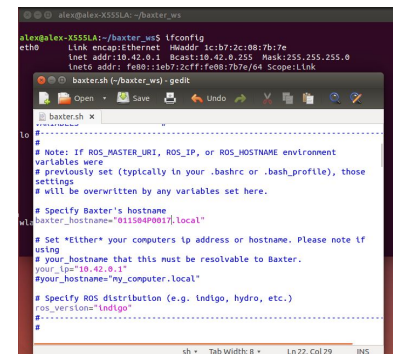 alex@alex-X555LA: ~/baxter_ws
alex@alex-X555LA:~/baxter_ws$ ifconfig
eth0 Link encap:Ethernet HWaddr 1c:b7:2c:08:7b:7e
inet addr:10.42.0.1 Bcast:10.42.0.255 Mask:255.255.255.0
inet6 addr: fe80::1eb7:2cff:fe08:7b7e/64 Scope:Link
baxter.sh (~/baxter_ws) - gedit
Open Save Undo
baxter.sh ×
lo
#-----------------------------------------------------------------
#
# Note: If ROS_MASTER_URI, ROS_IP, or ROS_HOSTNAME environment
variables were
# previously set (typically in your .bashrc or .bash_profile), those
settings
# will be overwritten by any variables set here.
# Specify Baxter's hostname
wla
baxter_hostname="011504P0017.local"
# Set *Either* your computers ip address or hostname. Please note if
using
# your_hostname that this must be resolvable to Baxter.
your_ip="10.42.0.1"
#your_hostname="my_computer.local"
# Specify ROS distribution (e.g. indigo, hydro, etc.)
ros_version="indigo"
#-----------------------------------------------------------------
#
sh Tab Width: 8 Ln 22, Col 29 INS